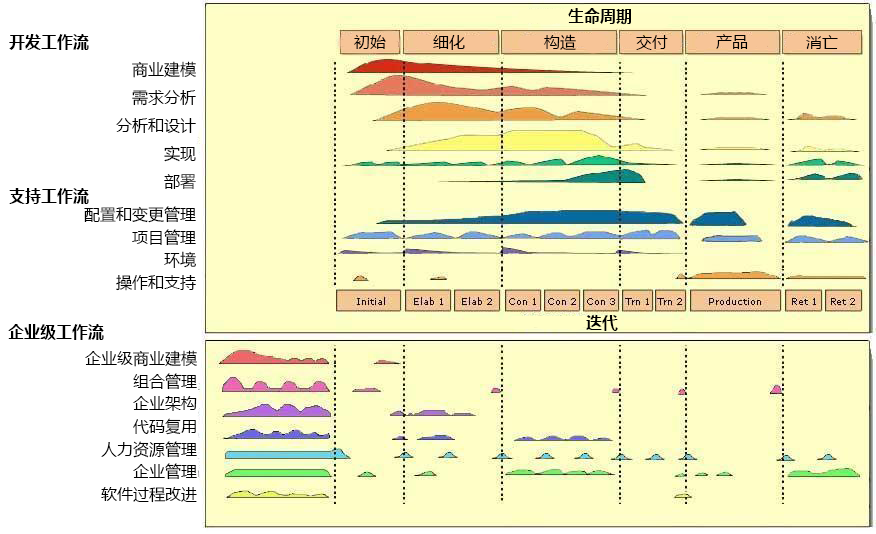 生命周期
开发工作流
初始 细化 构造 交付 产品 消亡
商业建模
需求分析
分析和设计
实现
部署
支持工作流
配置和变更管理
项目管理
环境
操作和支持
Initial Elab 1 Elab 2 Con 1 Con 2 Con 3 Trn 1 Trn 2 Production Ret 1 Ret 2
迭代
企业级工作流
企业级商业建模
组合管理
企业架构
代码复用
人力资源管理
企业管理
软件过程改进